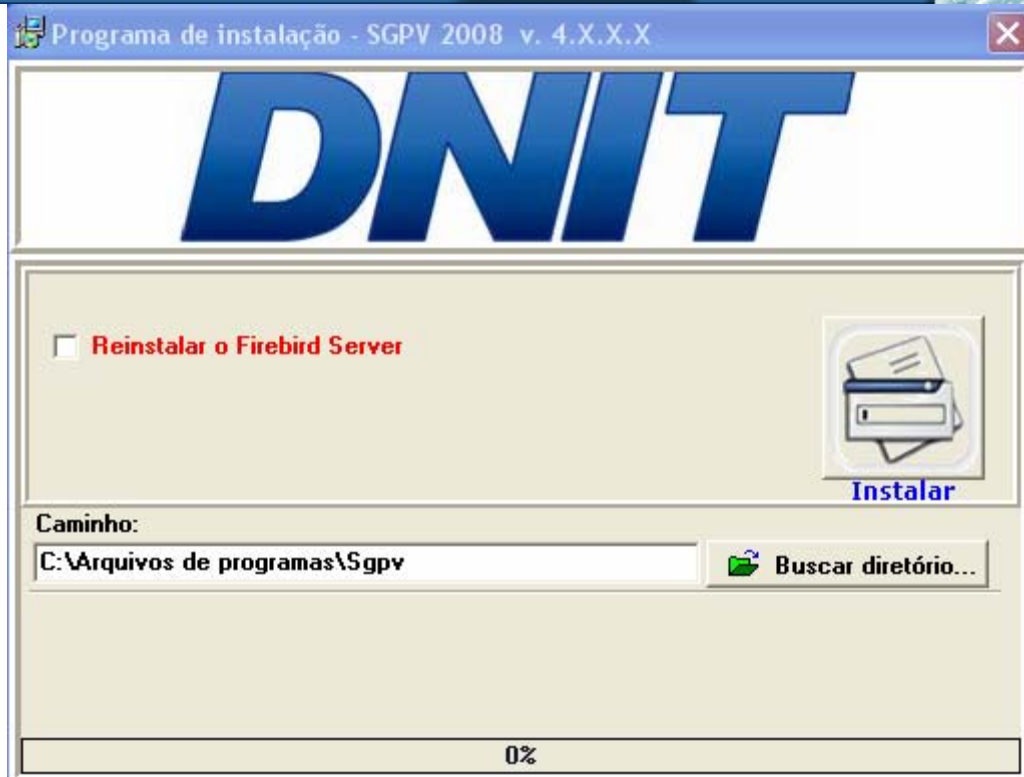 Programa de instalação - SGPV 2008 v. 4.X.X.X
DNIT
Reinstalar o Firebird Server
Instalar
Caminho:
C:\Arquivos de programas\Sgpv
Buscar diretório...
0%